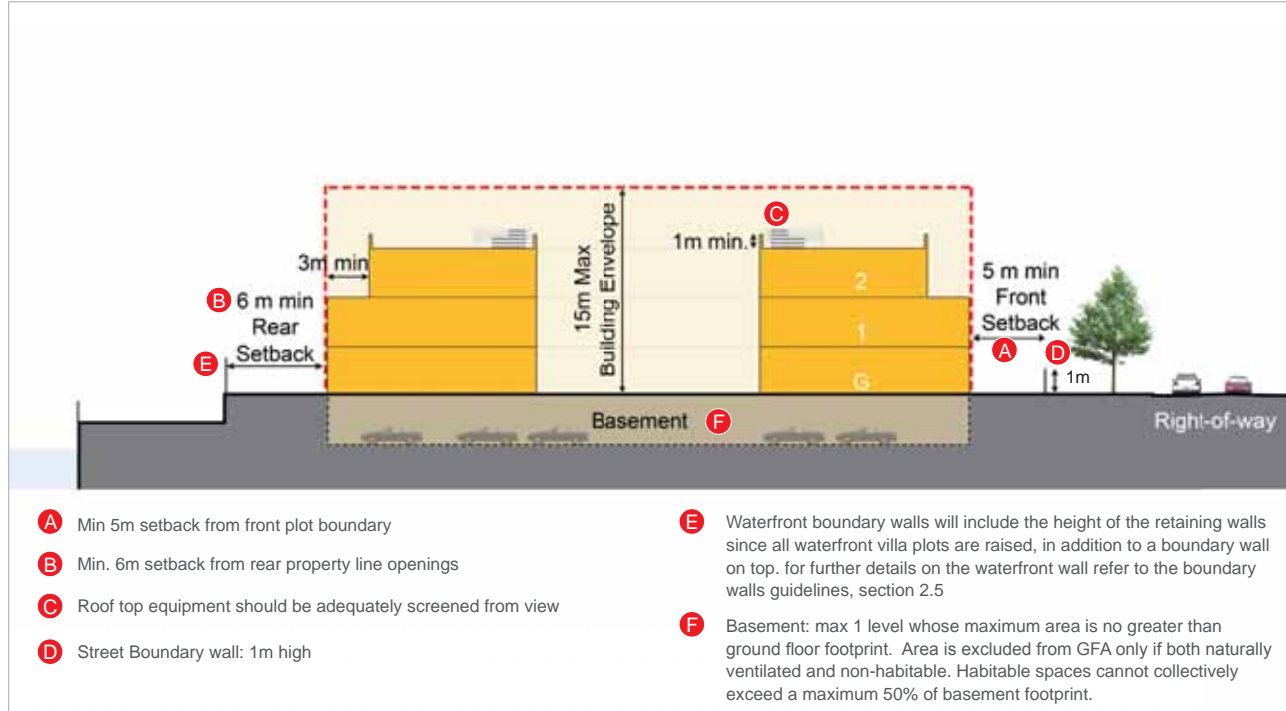 C
1m min.
3m min
15m Max
Building Envelope
2
5 m min
Front
Setback
B 6 m min
Rear
Setback
1
A
D
E
1m
G
Basement F
Right-of-way
A Min 5m setback from front plot boundary
B Min. 6m setback from rear property line openings
C Roof top equipment should be adequately screened from view
D Street Boundary wall: 1m high
E Waterfront boundary walls will include the height of the retaining walls
since all waterfront villa plots are raised, in addition to a boundary wall
on top. for further details on the waterfront wall refer to the boundary
walls guidelines, section 2.5
F Basement: max 1 level whose maximum area is no greater than
ground floor footprint. Area is excluded from GFA only if both naturally
ventilated and non-habitable. Habitable spaces cannot collectively
exceed a maximum 50% of basement footprint.